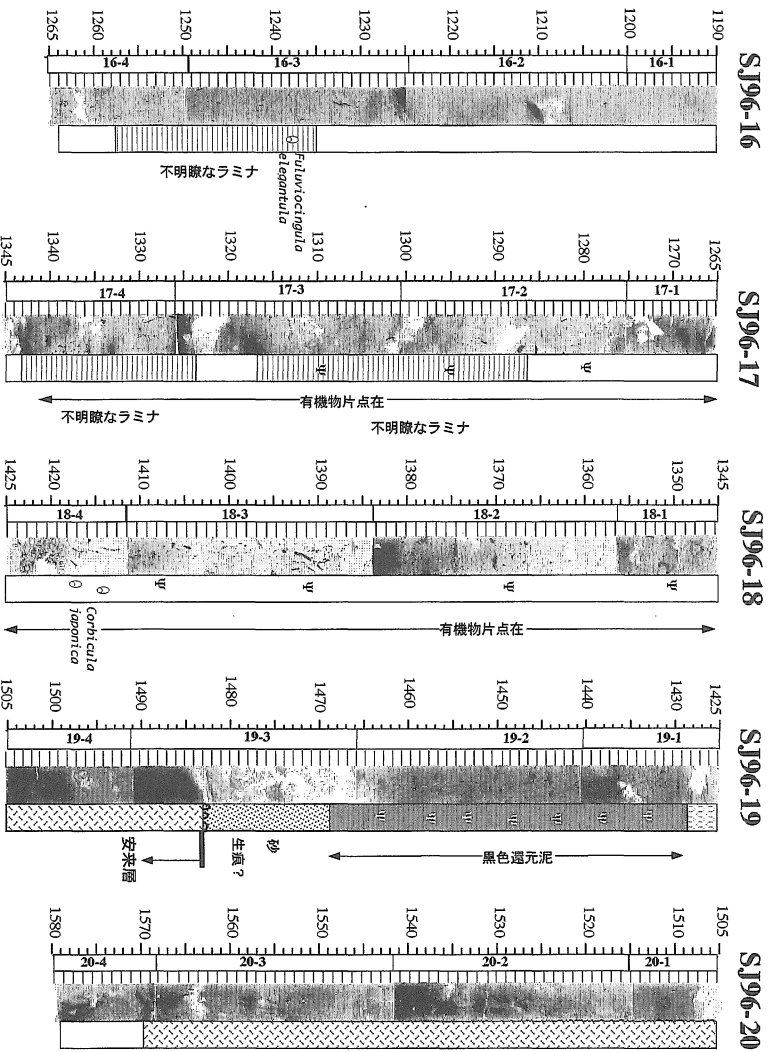 SJ96-16
1265 1260 1250 1240 1230 1220 1210 1200 1190
16-4 16-3 16-2 16-1
不明瞭なラミナ
Fuluviocingula
elegantula
SJ96-17
1345 1340 1330 1320 1310 1300 1290 1280 1270 1265
17-4 17-3 17-2 17-1
Ψ Ψ Ψ
有機物片点在
不明瞭なラミナ
不明瞭なラミナ
SJ96-18
1425 1420 1410 1400 1390 1380 1370 1360 1350 1345
18-4 18-3 18-2 18-1
Ψ Ψ Ψ Ψ
Corbicula
japonica
有機物片点在
SJ96-19
1505 1500 1490 1480 1470 1460 1450 1440 1430 1425
19-4 19-3 19-2 19-1
Ψ Ψ Ψ Ψ Ψ Ψ Ψ
安来層
生痕?
砂
黒色還元泥
SJ96-20
1580 1570 1560 1550 1540 1530 1520 1510 1505
20-4 20-3 20-2 20-1